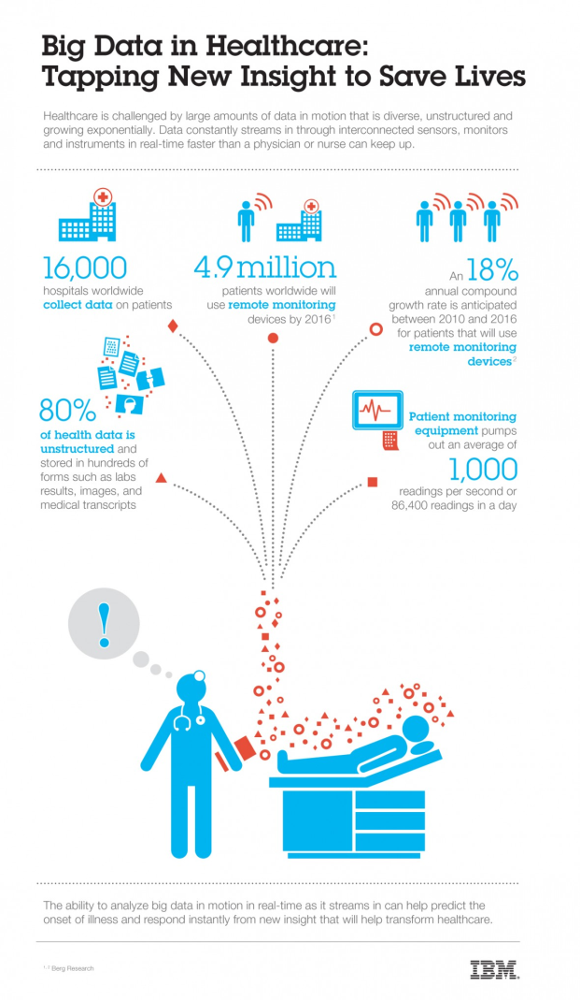 Big Data in Healthcare:
Tapping New Insight to Save Lives
Healthcare is challenged by large amounts of data in motion that is diverse, unstructured and
growing exponentially. Data constantly streams in through interconnected sensors, monitors
and instruments in real-time faster than a physician or nurse can keep up.
16,000
hospitals worldwide
collect data on patients
4.9 million
patients worldwide will
use remote monitoring
devices by 2016¹
An 18%
annual compound
growth rate is anticipated
between 2010 and 2016
for patients that will use
remote monitoring
devices²
80%
of health data is
unstructured and
stored in hundreds of
forms such as labs
results, images, and
medical transcripts
Patient monitoring
equipment pumps
out an average of
1,000
readings per second or
86,400 readings in a day
!
The ability to analyze big data in motion in real-time as it streams in can help predict the
onset of illness and respond instantly from new insight that will help transform healthcare.
¹·² Berg Research
IBM®